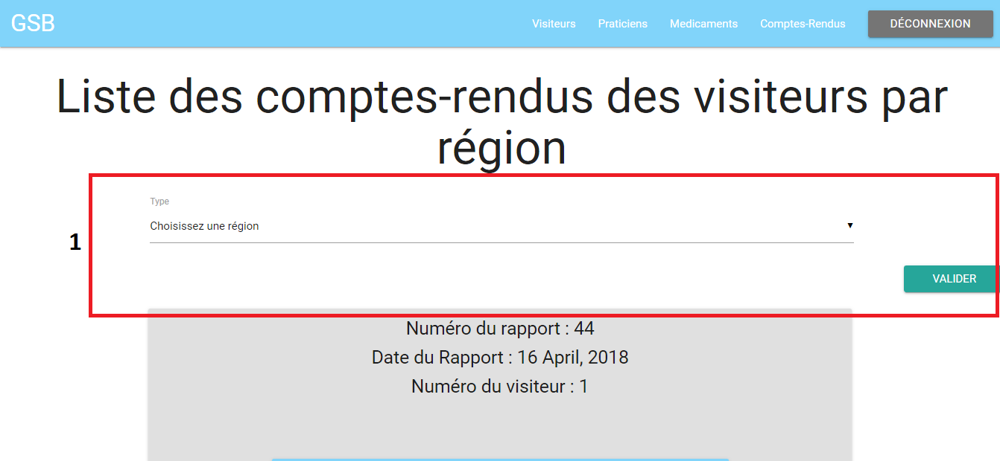 GSB
Visiteurs
Praticiens
Medicaments
Comptes-Rendus
DÉCONNEXION
Liste des comptes-rendus des visiteurs par
région
Type
Choisissez une région
1
VALIDER
Numéro du rapport : 44
Date du Rapport : 16 April, 2018
Numéro du visiteur : 1